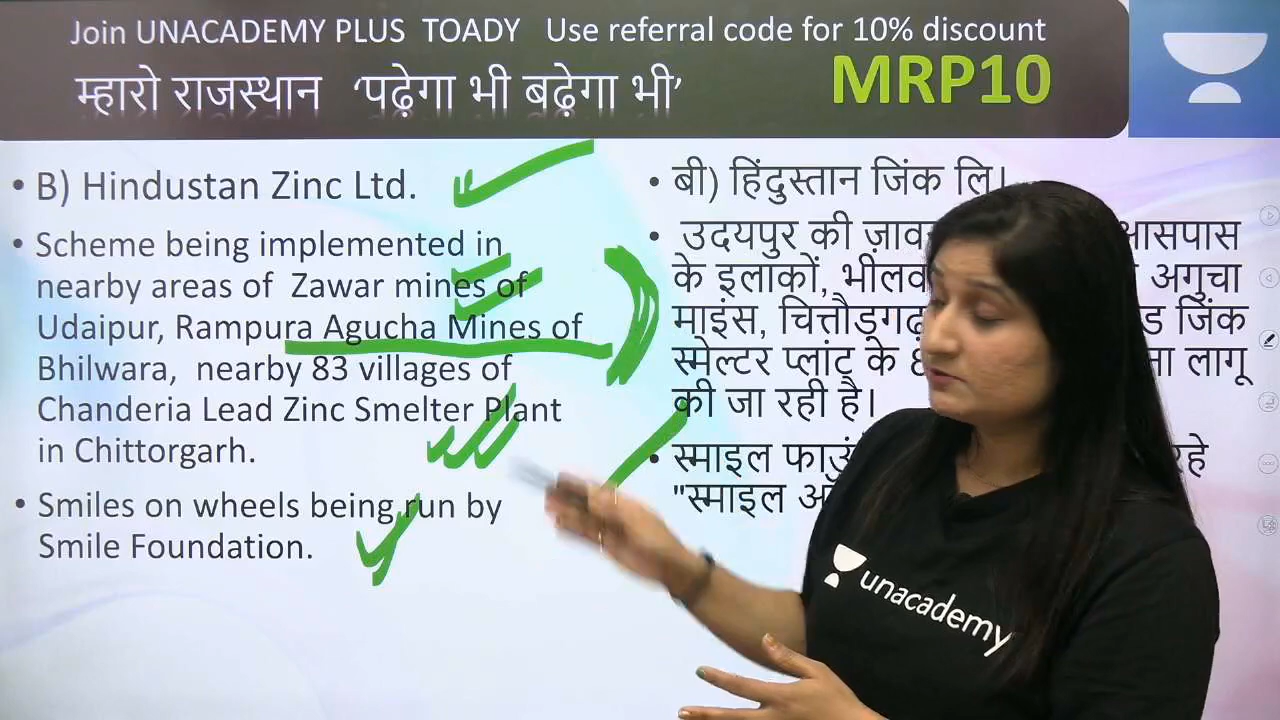 Join UNACADEMY PLUS TOADY Use referral code for 10% discount
म्हारो राजस्थान ‘पढ़ेगा भी बढ़ेगा भी’ MRP10
• B) Hindustan Zinc Ltd.
• Scheme being implemented in
nearby areas of Zawar mines of
Udaipur, Rampura Agucha Mines of
Bhilwara, nearby 83 villages of
Chanderia Lead Zinc Smelter Plant
in Chittorgarh.
• Smiles on wheels being run by
Smile Foundation.
• बी) हिंदुस्तान जिंक लि।
• उदयपुर की आसपास
के इलाकों, अगुचा
माइंस, जिंक
स्मेल्टर प्लांट के लागू
की जा रही है।
• स्माइल रहे
"स्माइल
unacademy